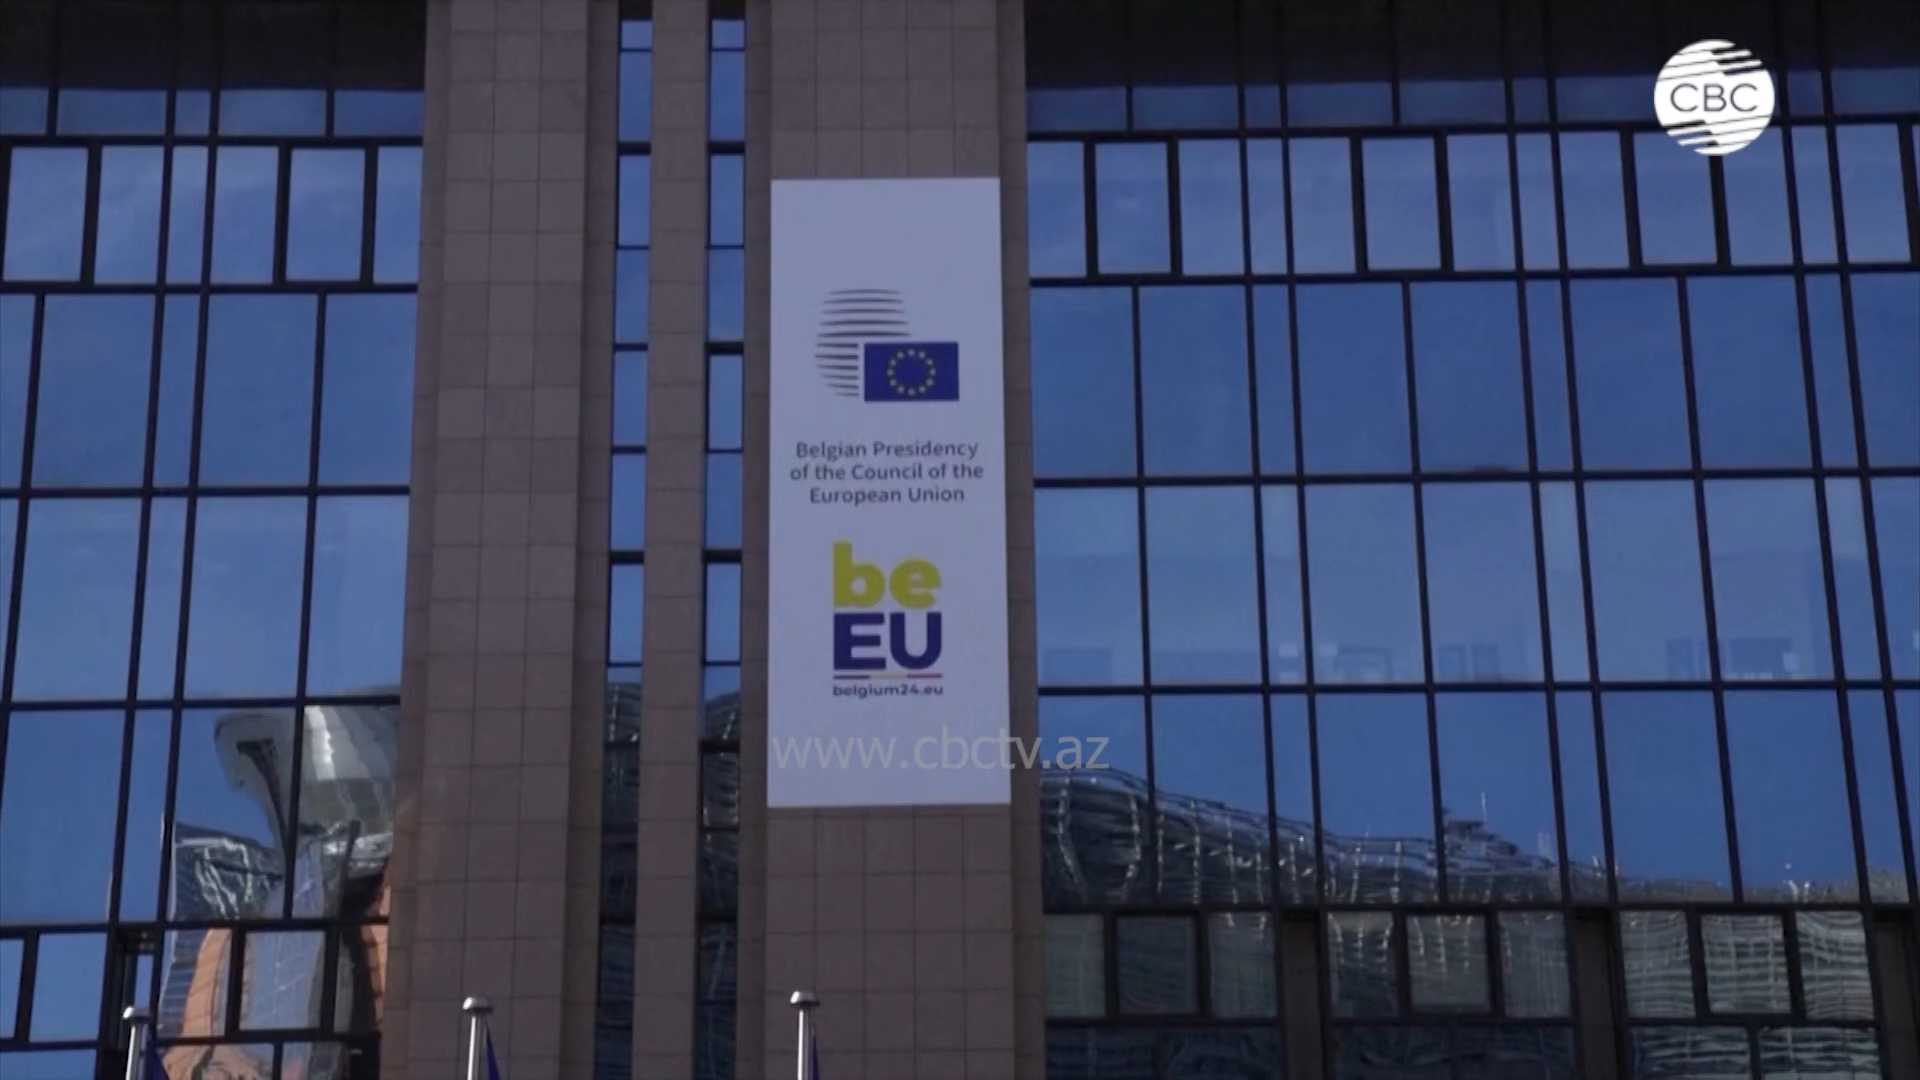 CBC
Belgian Presidency
of the Council of the
European Union
be
EU
belgium24.eu
www.cbctv.az